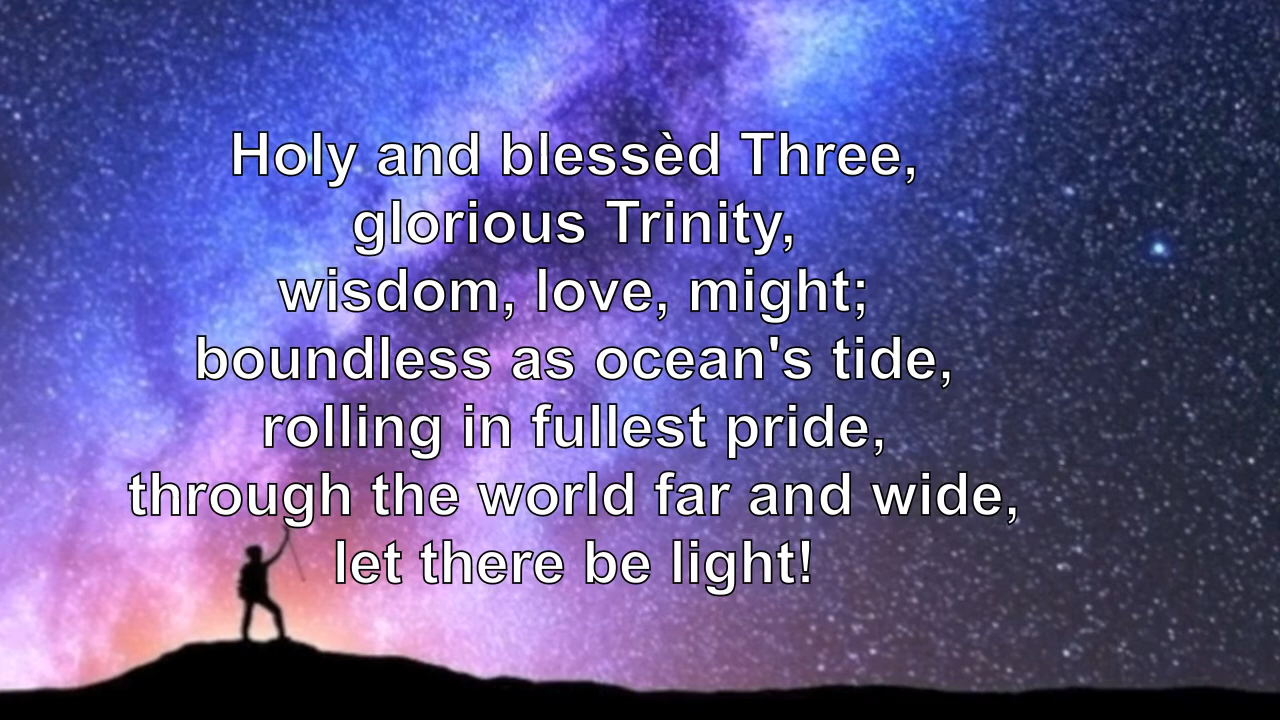 Holy and blessèd Three,
glorious Trinity,
wisdom, love, might;
boundless as ocean's tide,
rolling in fullest pride,
through the world far and wide,
let there be light!